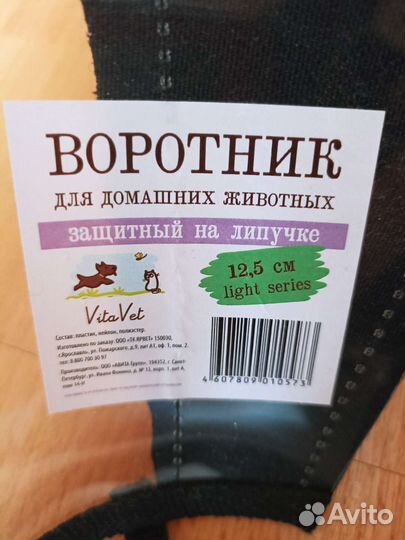 ВОРОТНИК
ДЛЯ ДОМАШНИХ ЖИВОТНЫХ
защитный на липучке
12,5 см
light series
VitaVet
Состав: пластик, нейлон, полиэстер.
Изготовлено по заказу: ООО «ТК ЯРВЕТ» 150030,
г.Ярославль, ул. Пожарского, д.9, лит А1, оф. 1, пом. 2.
тел: 8 800 700 30 97
Производитель: ООО «АВИТА Групп», 194352, г. Санкт-
Петербург, ул. Ивана Фомина, д. № 13, корп. 1, лит А,
4 607809 010573
Avito